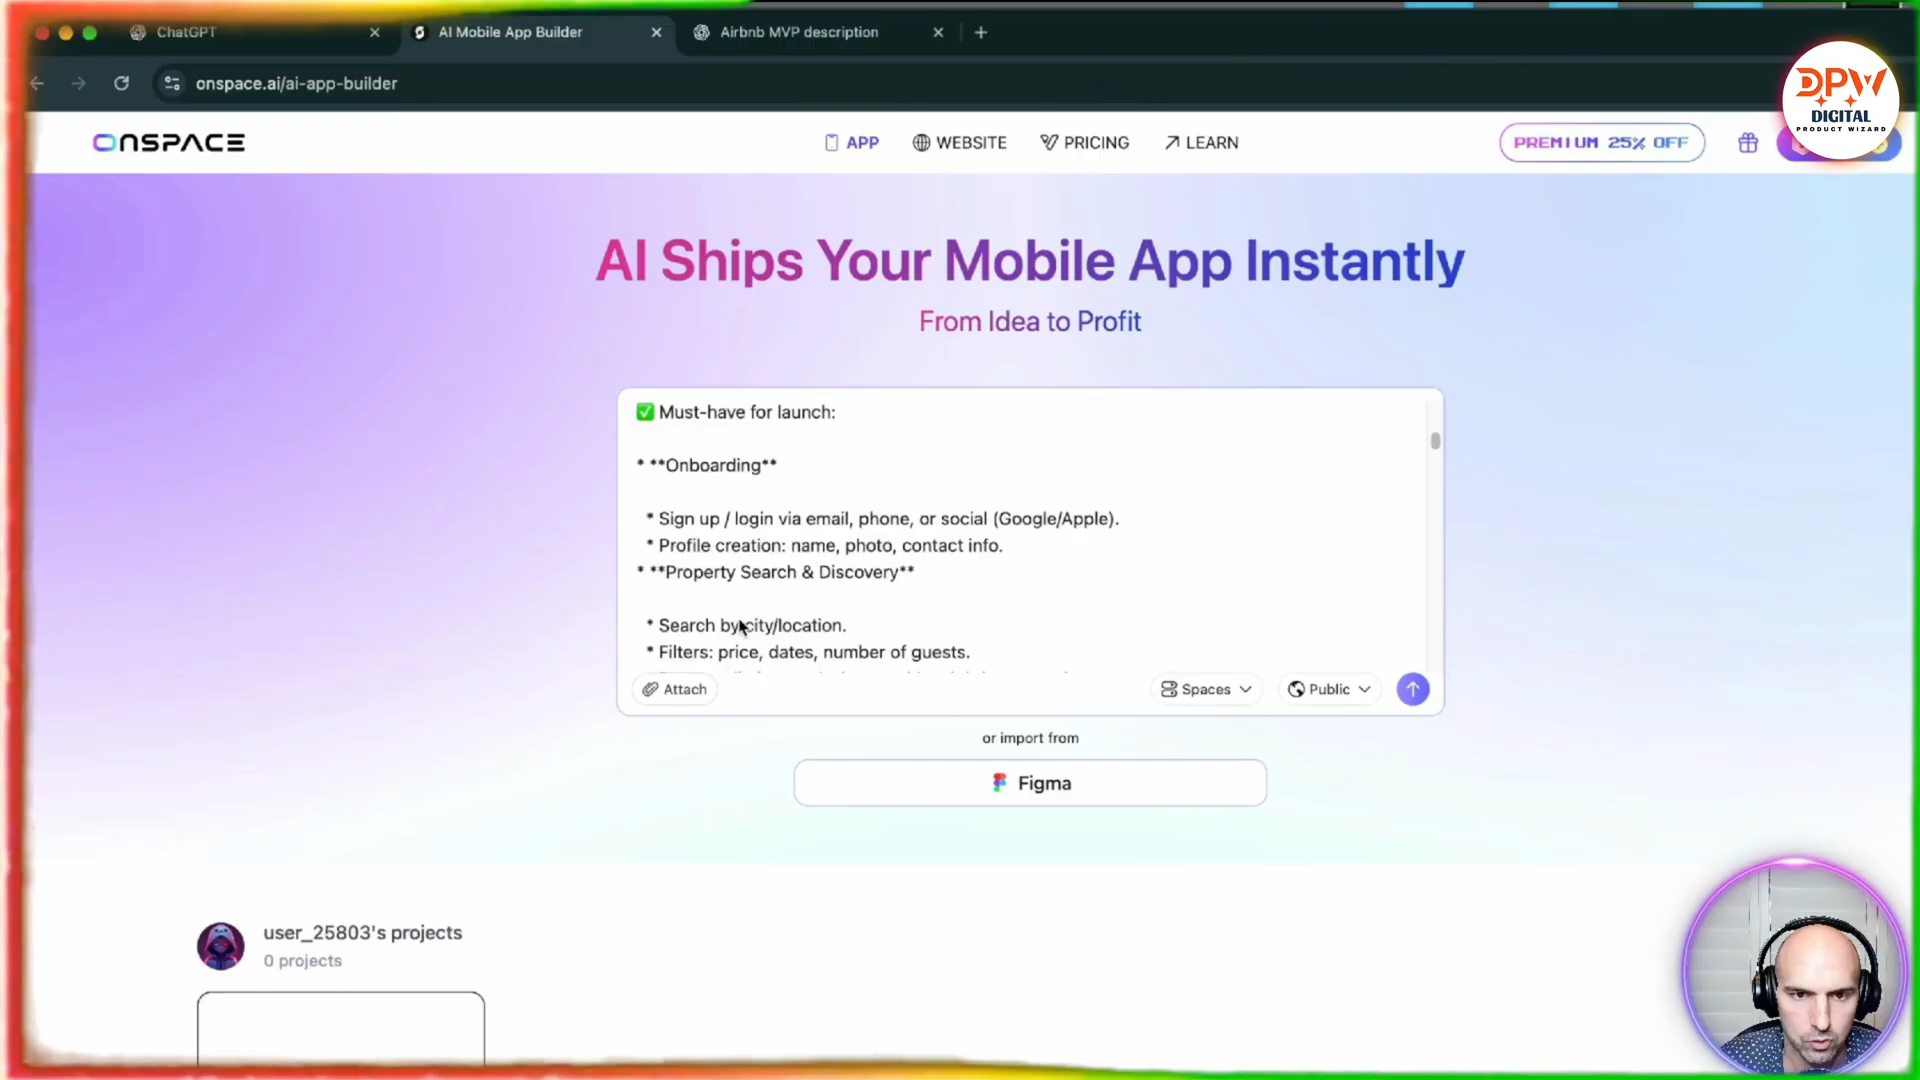 ChatGPT
AI Mobile App Builder
Airbnb MVP description
onspace.ai/ai-app-builder
DPW
DIGITAL
PRODUCT WIZARD
ONSPACE
APP
WEBSITE
PRICING
LEARN
PREMIUM 25% OFF
AI Ships Your Mobile App Instantly
From Idea to Profit
✅ Must-have for launch:
* **Onboarding**
* Sign up / login via email, phone, or social (Google/Apple).
* Profile creation: name, photo, contact info.
* **Property Search & Discovery**
* Search by city/location.
* Filters: price, dates, number of guests.
Attach
Spaces
Public
or import from
Figma
user_25803's projects
0 projects